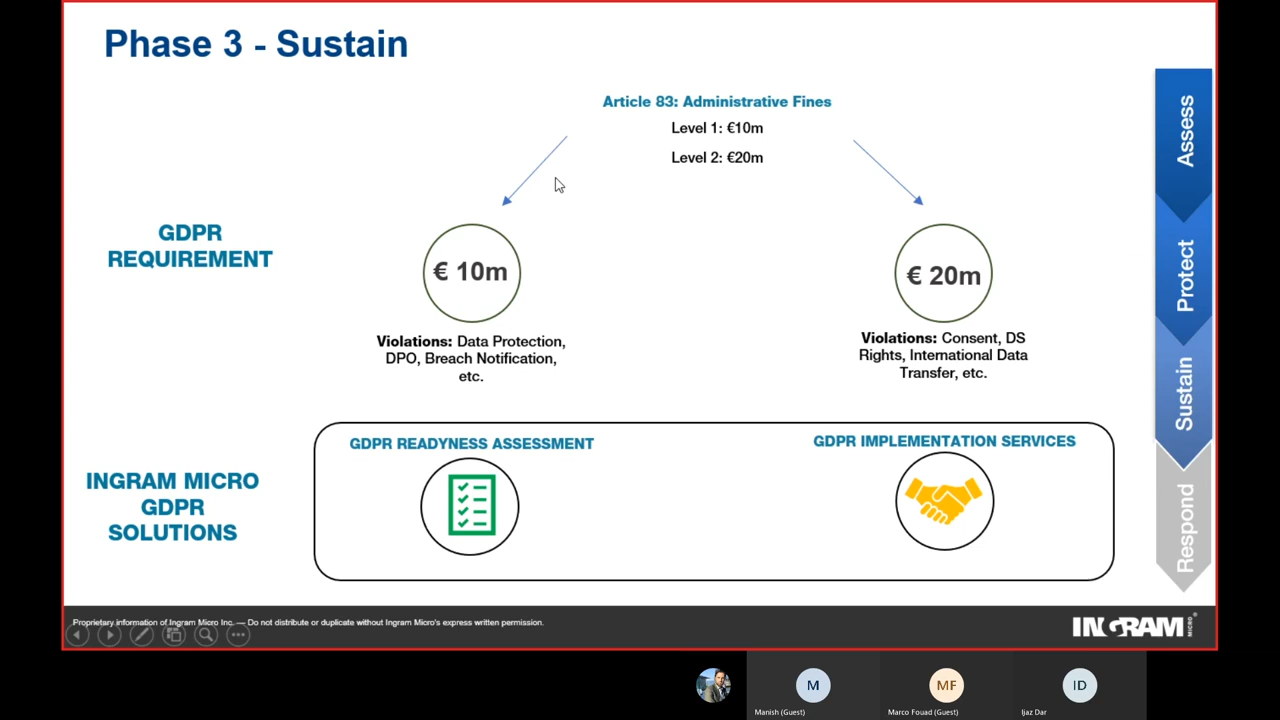 Phase 3 - Sustain
Article 83: Administrative Fines
Level 1: €10m
Level 2: €20m
GDPR
REQUIREMENT
€ 10m
€ 20m
Violations: Data Protection,
DPO, Breach Notification,
etc.
Violations: Consent, DS
Rights, International Data
Transfer, etc.
INGRAM MICRO
GDPR
SOLUTIONS
GDPR READYNESS ASSESSMENT
GDPR IMPLEMENTATION SERVICES
Assess
Protect
Sustain
Respond
Proprietary information of Ingram Micro Inc. — Do not distribute or duplicate without Ingram Micro's express written permission.
INGRAM MICRO
M
Manish (Guest)
MF
Marco Fouad (Guest)
ID
Ijaz Dar